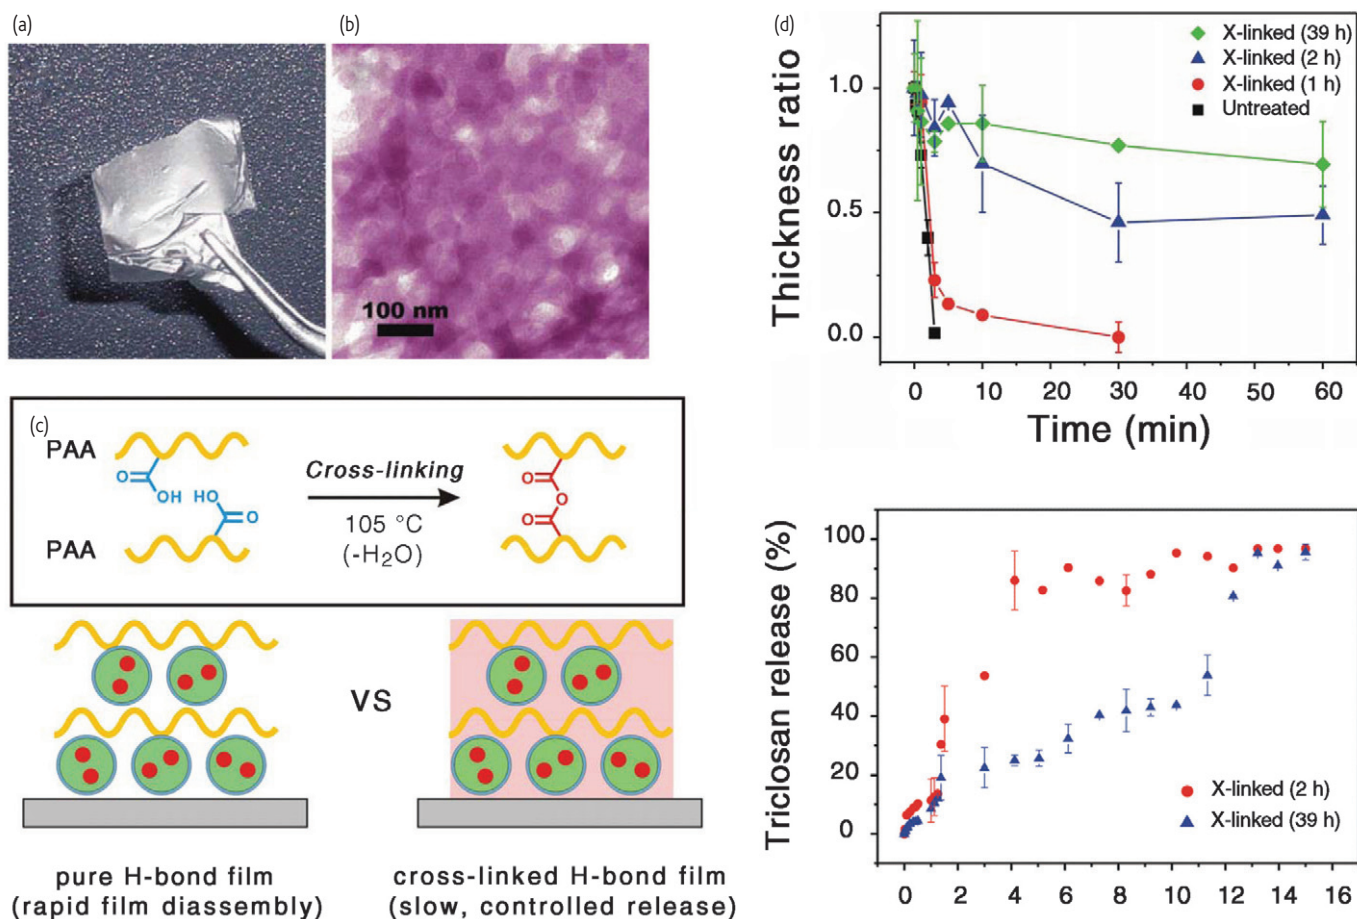 (a)
(b)
100 nm
(c)
PAA
O
OH
HO
O
PAA
Cross-linking
105 °C
(-H₂O)
O
O
O
VS
pure H-bond film
(rapid film diassembly)
cross-linked H-bond film
(slow, controlled release)
(d)
X-linked (39 h)
X-linked (2 h)
X-linked (1 h)
Untreated
Thickness ratio
1.0
0.5
0.0
0 10 20 30 40 50 60
Time (min)
Triclosan release (%)
100
80
60
40
20
0
X-linked (2 h)
X-linked (39 h)
0 2 4 6 8 10 12 14 16